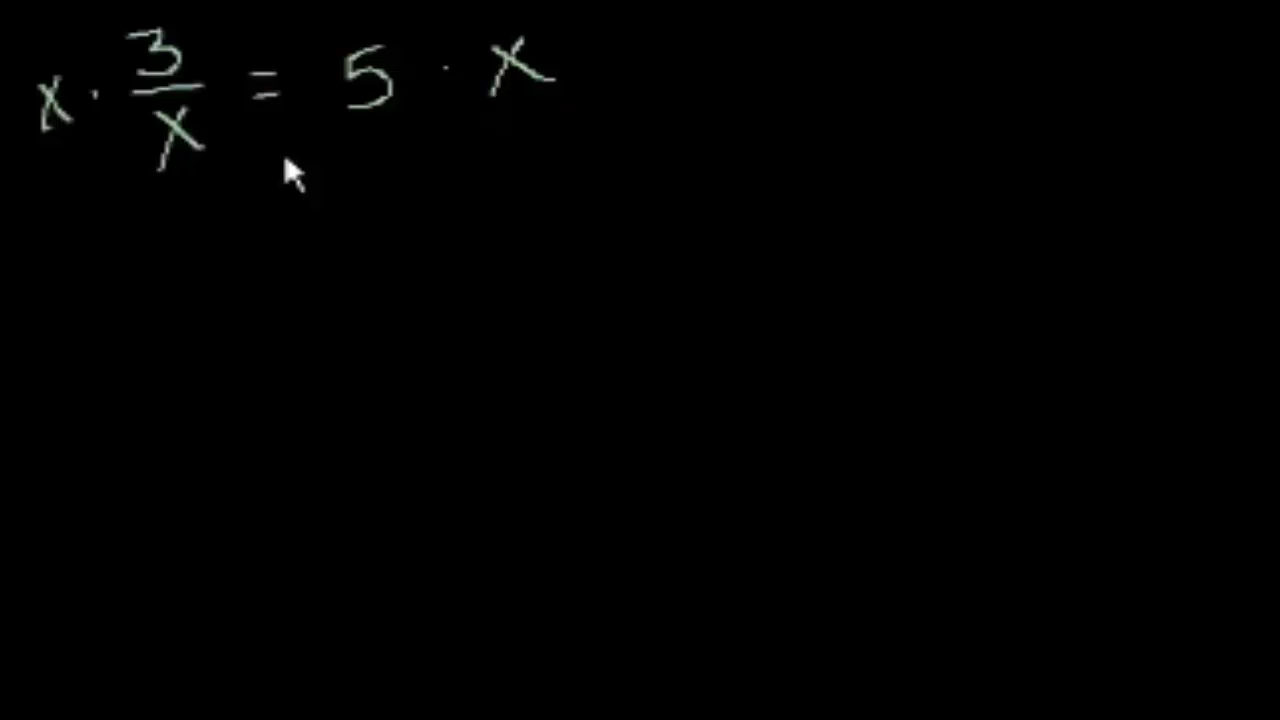 x · 3/x = 5 · x